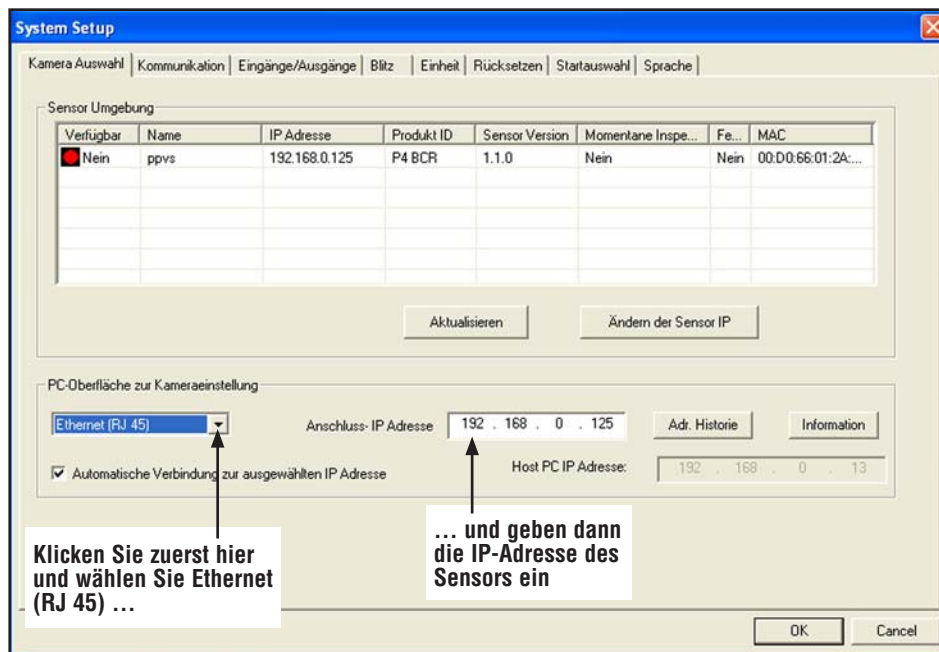 System Setup
Kamera Auswahl Kommunikation Eingänge/Ausgänge Blitz Einheit Rücksetzen Startauswahl Sprache
Sensor Umgebung
Verfügbar Name IP Adresse Produkt ID Sensor Version Momentane Inspe... Fe... MAC
Nein ppvs 192.168.0.125 P4 BCR 1.1.0 Nein Nein 00:D0:66:01:2A:...
Aktualisieren Ändern der Sensor IP
PC-Oberfläche zur Kameraeinstellung
Ethernet (RJ 45) Anschluss- IP Adresse 192 . 168 . 0 . 125 Adr. Historie Information
Automatische Verbindung zur ausgewählten IP Adresse Host PC IP Adresse: 192 . 168 . 0 . 13
Klicken Sie zuerst hier
und wählen Sie Ethernet
(RJ 45) ...
... und geben dann
die IP-Adresse des
Sensors ein
OK Cancel